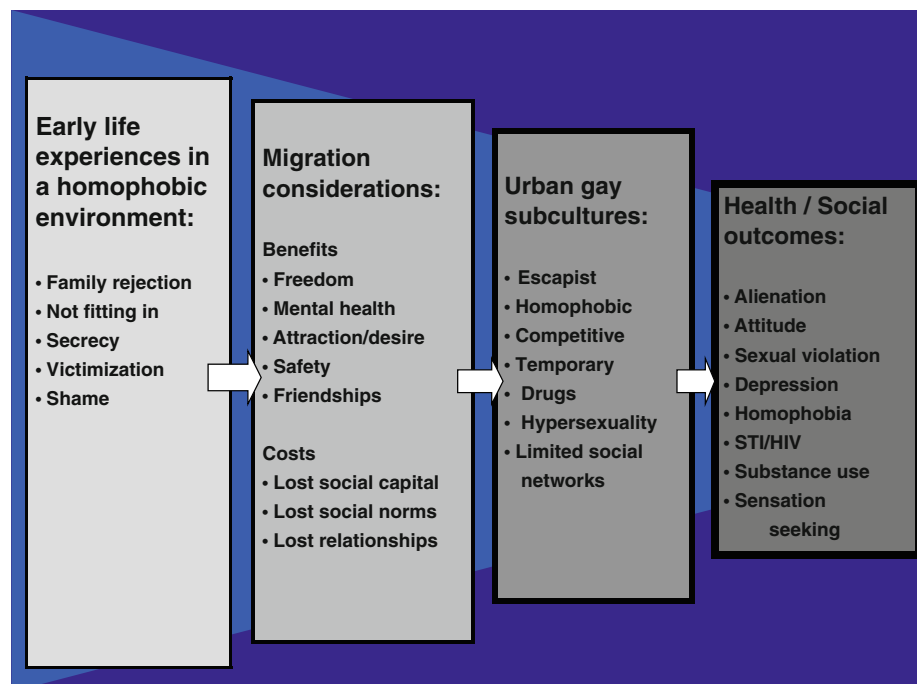 Early life
experiences in
a homophobic
environment:
• Family rejection
• Not fitting in
• Secrecy
• Victimization
• Shame
Migration
considerations:
Benefits
• Freedom
• Mental health
• Attraction/desire
• Safety
• Friendships
Costs
• Lost social capital
• Lost social norms
• Lost relationships
Urban gay
subcultures:
• Escapist
• Homophobic
• Competitive
• Temporary
• Drugs
• Hypersexuality
• Limited social
networks
Health / Social
outcomes:
• Alienation
• Attitude
• Sexual violation
• Depression
• Homophobia
• STI/HIV
• Substance use
• Sensation
seeking